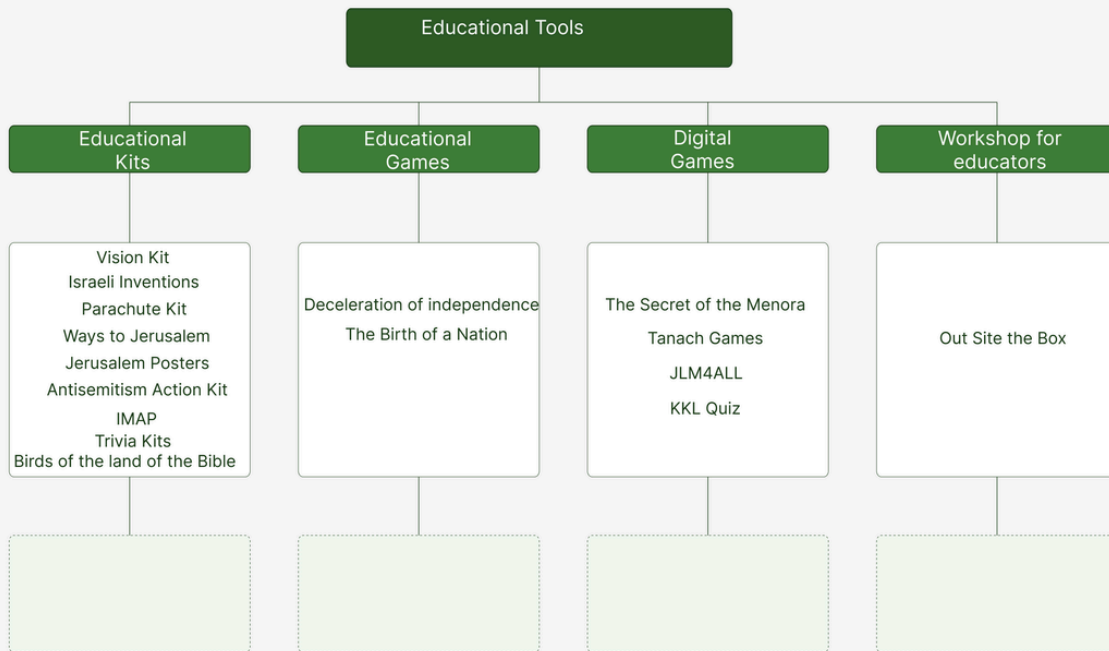 Educational Tools
Educational
Kits
Educational
Games
Digital
Games
Workshop for
educators
Vision Kit
Israeli Inventions
Parachute Kit
Ways to Jerusalem
Jerusalem Posters
Antisemitism Action Kit
IMAP
Trivia Kits
Birds of the land of the Bible
Deceleration of independence
The Birth of a Nation
The Secret of the Menora
Tanach Games
JLM4ALL
KKL Quiz
Out Site the Box